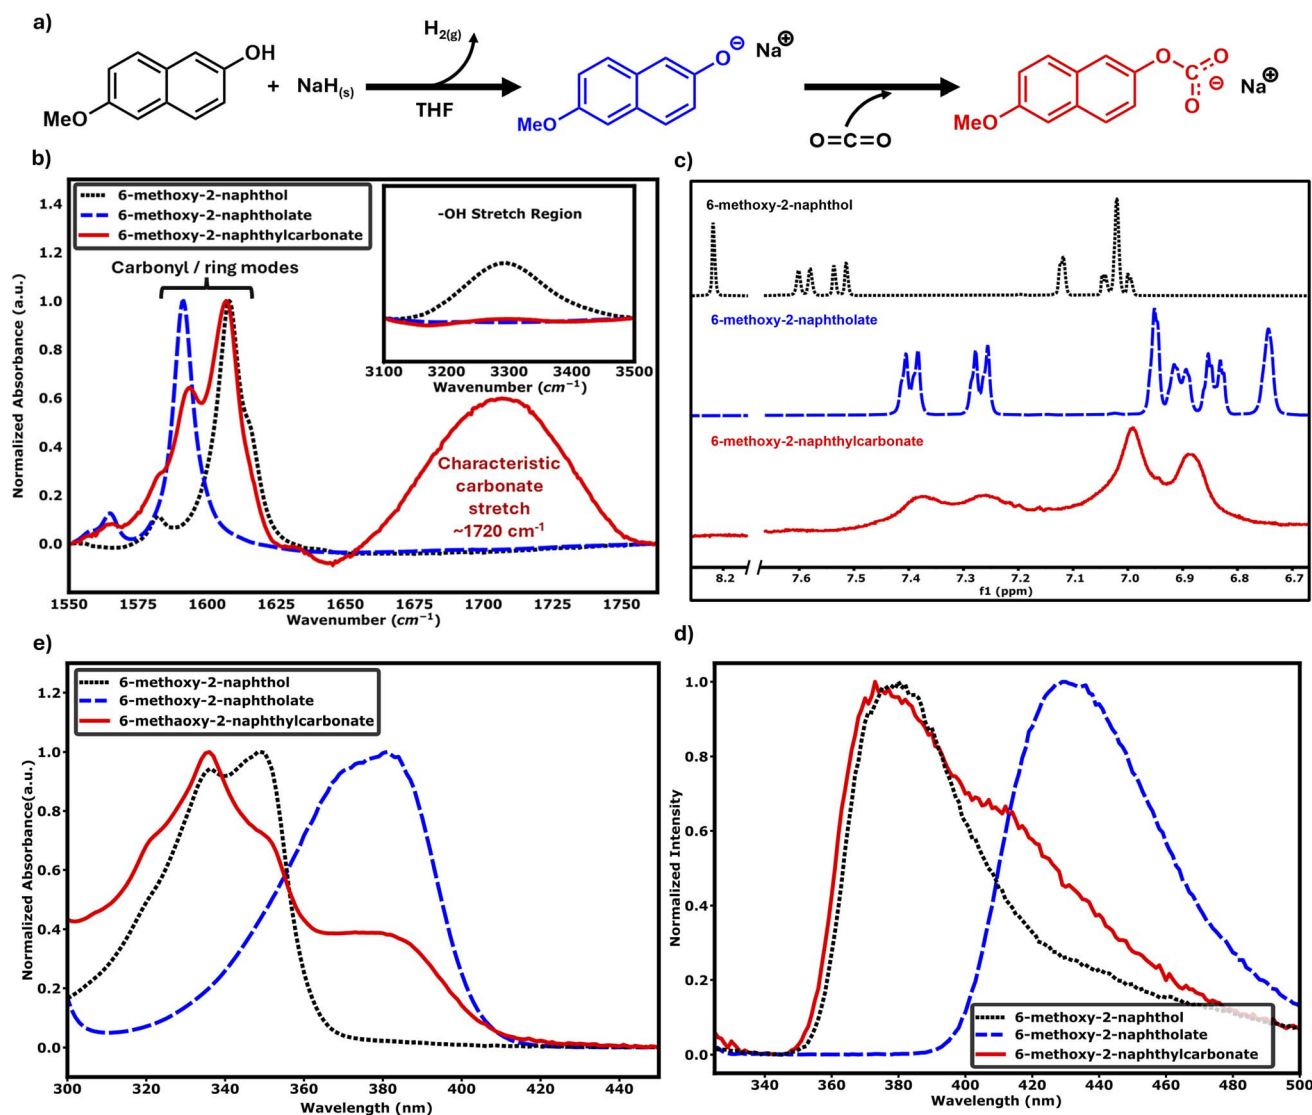 a)
OH
MeO
+
NaH(s)
H2(g)
THF
O⊖ Na⊕
MeO
O=C=O
O
C
O
O
⊖
Na⊕
MeO
b)
6-methoxy-2-naphthol
6-methoxy-2-naphtholate
6-methoxy-2-naphthylcarbonate
Carbonyl / ring modes
-OH Stretch Region
3100 3200 3300 3400 3500
Wavenumber (cm⁻¹)
Characteristic
carbonate
stretch
~1720 cm⁻¹
Normalized Absorbance (a.u.)
1.4
1.2
1.0
0.8
0.6
0.4
0.2
0.0
1550 1575 1600 1625 1650 1675 1700 1725 1750
Wavenumber (cm⁻¹)
c)
6-methoxy-2-naphthol
6-methoxy-2-naphtholate
6-methoxy-2-naphthylcarbonate
8.2 7.6 7.5 7.4 7.3 7.2 7.1 7.0 6.9 6.8 6.7
f1 (ppm)
e)
6-methoxy-2-naphthol
6-methoxy-2-naphtholate
6-methaoxy-2-naphthylcarbonate
Normalized Absorbance(a.u.)
1.2
1.0
0.8
0.6
0.4
0.2
0.0
300 320 340 360 380 400 420 440
Wavelength (nm)
d)
Normalized Intensity
1.0
0.8
0.6
0.4
0.2
0.0
6-methoxy-2-naphthol
6-methoxy-2-naphtholate
6-methoxy-2-naphthylcarbonate
340 360 380 400 420 440 460 480 500
Wavelength (nm)